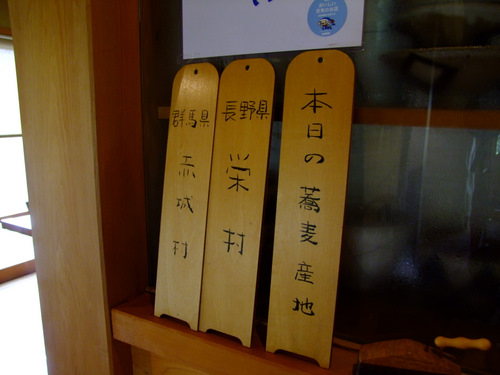 本日の蕎麦産地
長野県
栄村
群馬県
赤城村